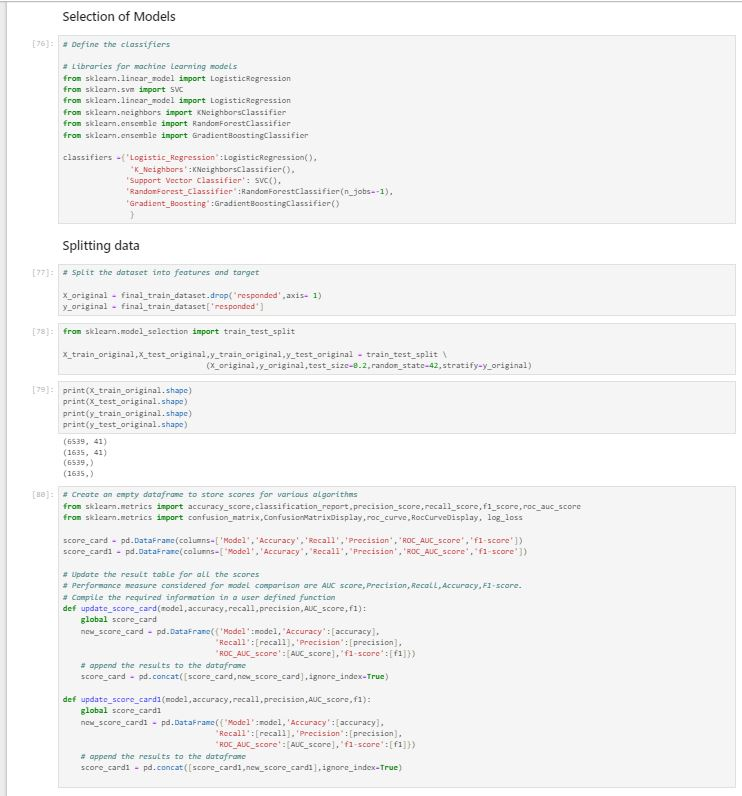 Selection of Models
[76]: # Define the classifiers
# Libraries for machine learning models
from sklearn.linear_model import LogisticRegression
from sklearn.svm import SVC
from sklearn.linear_model import LogisticRegression
from sklearn.neighbors import KNeighborsClassifier
from sklearn.ensemble import RandomForestClassifier
from sklearn.ensemble import GradientBoostingClassifier
classifiers ={'Logistic_Regression':LogisticRegression(),
'K_Neighbors':KNeighborsClassifier(),
'Support Vector Classifier': SVC(),
'RandomForest_Classifier':RandomForestClassifier(n_jobs=-1),
'Gradient_Boosting':GradientBoostingClassifier()
}
Splitting data
[77]: # Split the dataset into features and target
X_original = final_train_dataset.drop('responded',axis= 1)
y_original = final_train_dataset['responded']
[78]: from sklearn.model_selection import train_test_split
X_train_original,X_test_original,y_train_original,y_test_original = train_test_split \
(X_original,y_original,test_size=0.2,random_state=42,stratify=y_original)
[79]: print(X_train_original.shape)
print(X_test_original.shape)
print(y_train_original.shape)
print(y_test_original.shape)
(6539, 41)
(1635, 41)
(6539,)
(1635,)
[80]: # Create an empty dataframe to store scores for various algorithms
from sklearn.metrics import accuracy_score,classification_report,precision_score,recall_score,f1_score,roc_auc_score
from sklearn.metrics import confusion_matrix,ConfusionMatrixDisplay,roc_curve,RocCurveDisplay, log_loss
score_card = pd.DataFrame(columns=['Model','Accuracy','Recall','Precision','ROC_AUC_score','f1-score'])
score_card1 = pd.DataFrame(columns=['Model','Accuracy','Recall','Precision','ROC_AUC_score','f1-score'])
# Update the result table for all the scores
# Performance measure considered for model comparison are AUC score,Precision,Recall,Accuracy,F1-score.
# Compile the required information in a user defined function
def update_score_card(model,accuracy,recall,precision,AUC_score,f1):
global score_card
new_score_card = pd.DataFrame({'Model':model,'Accuracy':[accuracy],
'Recall':[recall],'Precision':[precision],
'ROC_AUC_score':[AUC_score],'f1-score':[f1]})
# append the results to the dataframe
score_card = pd.concat([score_card,new_score_card],ignore_index=True)
def update_score_card1(model,accuracy,recall,precision,AUC_score,f1):
global score_card1
new_score_card1 = pd.DataFrame({'Model':model,'Accuracy':[accuracy],
'Recall':[recall],'Precision':[precision],
'ROC_AUC_score':[AUC_score],'f1-score':[f1]})
# append the results to the dataframe
score_card1 = pd.concat([score_card1,new_score_card1],ignore_index=True)